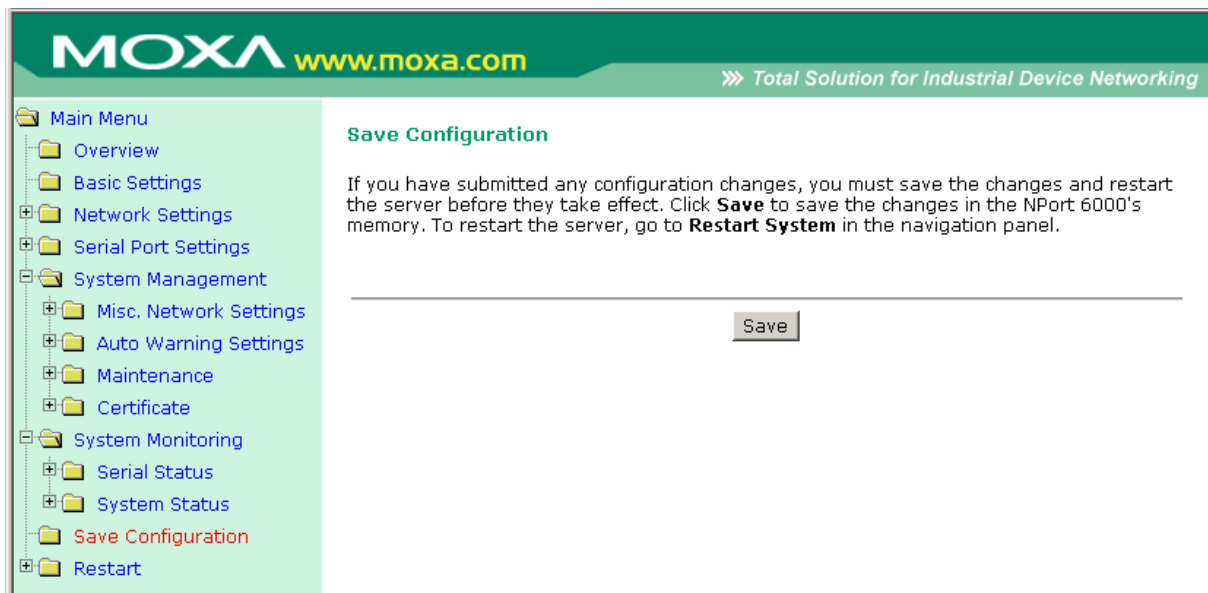 MOXA www.moxa.com
Total Solution for Industrial Device Networking
Main Menu
Overview
Basic Settings
Network Settings
Serial Port Settings
System Management
Misc. Network Settings
Auto Warning Settings
Maintenance
Certificate
System Monitoring
Serial Status
System Status
Save Configuration
Restart
Save Configuration
If you have submitted any configuration changes, you must save the changes and restart
the server before they take effect. Click Save to save the changes in the NPort 6000's
memory. To restart the server, go to Restart System in the navigation panel.
Save